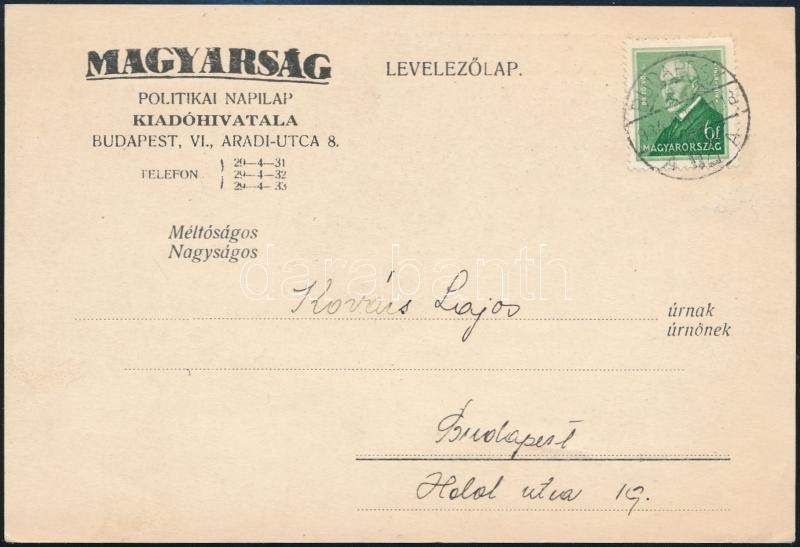 MAGYARSÁG
POLITIKAI NAPILAP
KIADÓHIVATALA
BUDAPEST, VI., ARADI-UTCA 8.
TELEFON
29—4—31
29—4—32
29—4—33
LEVELEZŐLAP.
6f
MAGYARORSZÁG
Méltóságos
Nagyságos
darabanth
Kovács Lajos
úrnak
úrnőnek
Budapest
utca 19.